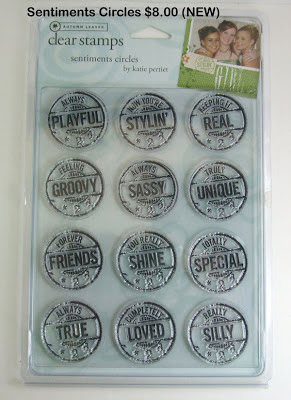 Sentiments Circles $8.00 (NEW)
AUTUMN LEAVES
clear stamps
sentiments circles
by katie pertiet
ALWAYS
PLAYFUL
NOW YOU'RE
STYLIN'
KEEPING IT
REAL
FEELING
GROOVY
ALWAYS
SASSY
TRULY
UNIQUE
FOREVER
FRIENDS
YOU REALLY
SHINE
TOTALLY
SPECIAL
ALWAYS
TRUE
COMPLETELY
LOVED
REALLY
SILLY